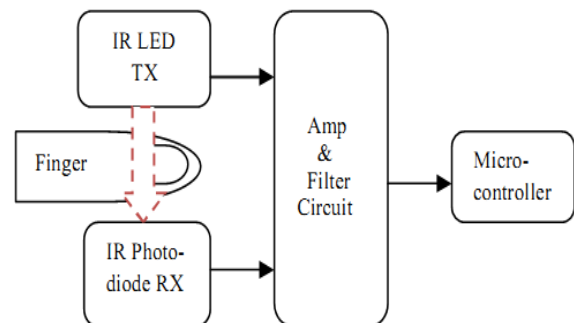 IR LED
TX
Finger
IR Photo-
diode RX
Amp
&
Filter
Circuit
Micro-
controller